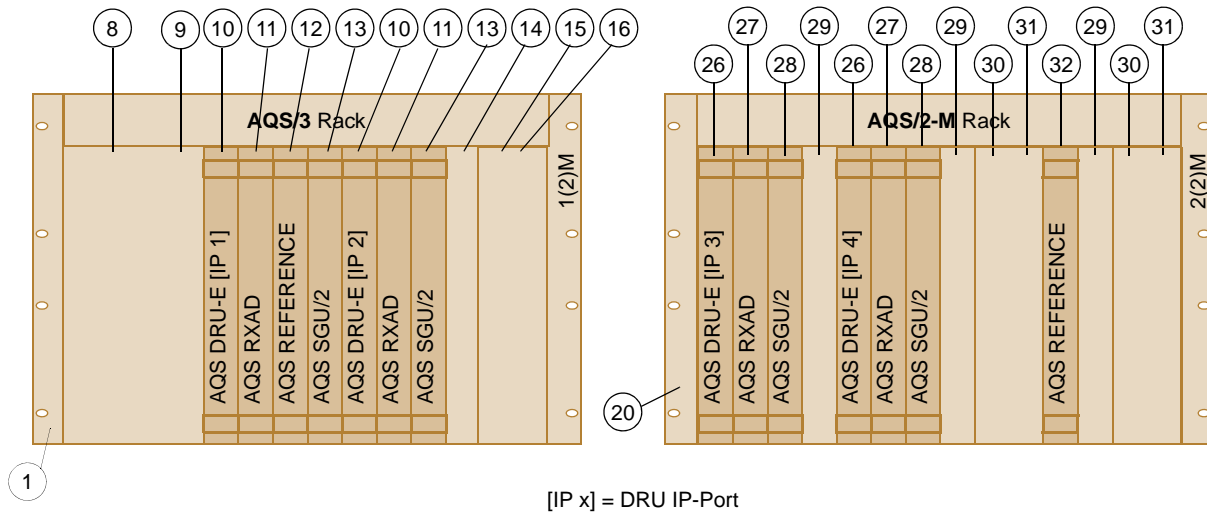 8 9 10 11 12 13 10 11 13 14 15 16
AQS/3 Rack
1(2)M
AQS DRU-E [IP 1]
AQS RXAD
AQS REFERENCE
AQS SGU/2
AQS DRU-E [IP 2]
AQS RXAD
AQS SGU/2
1
27 29 27 29 31 29 31
26 28 26 28 30 32 30
AQS/2-M Rack
2(2)M
AQS DRU-E [IP 3]
AQS RXAD
AQS SGU/2
AQS DRU-E [IP 4]
AQS RXAD
AQS SGU/2
AQS REFERENCE
20
[IP x] = DRU IP-Port